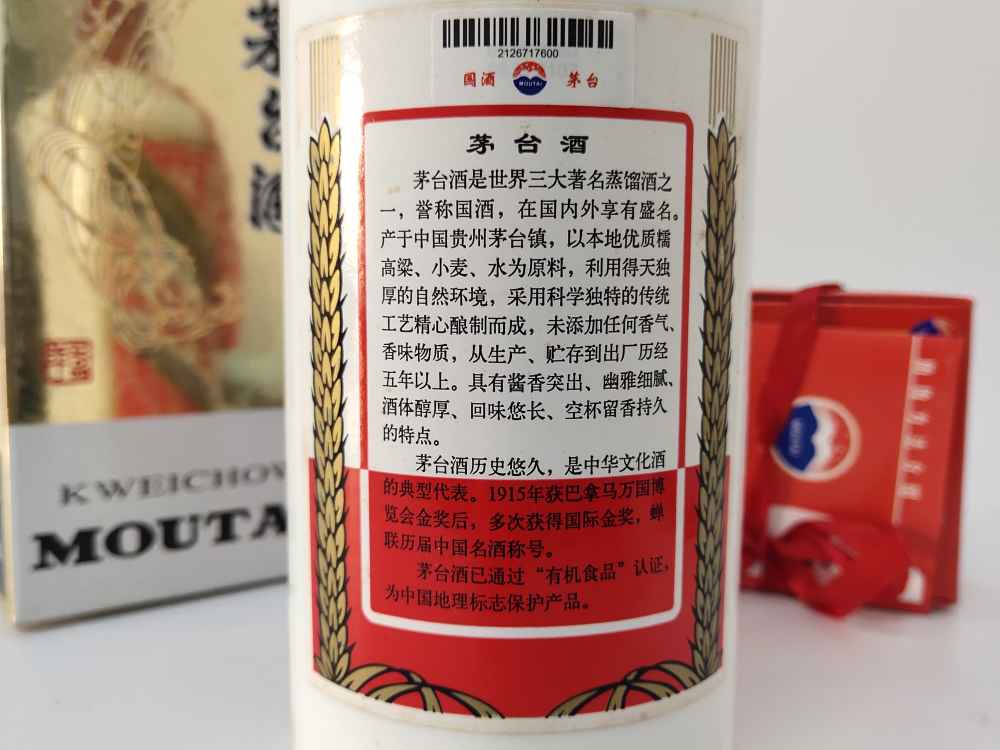 茅台酒
KWEICHOW
MOUTAI
2126717600
国酒 MOUTAI 茅台
茅台酒
茅台酒是世界三大著名蒸馏酒之
一，誉称国酒，在国内外享有盛名。
产于中国贵州茅台镇，以本地优质糯
高粱、小麦、水为原料，利用得天独
厚的自然环境，采用科学独特的传统
工艺精心酿制而成，未添加任何香气、
香味物质，从生产、贮存到出厂历经
五年以上。具有酱香突出、幽雅细腻、
酒体醇厚、回味悠长、空杯留香持久
的特点。
茅台酒历史悠久，是中华文化酒
的典型代表。1915年获巴拿马万国博
览会金奖后，多次获得国际金奖，蝉
联历届中国名酒称号。
茅台酒已通过“有机食品”认证，
为中国地理标志保护产品。